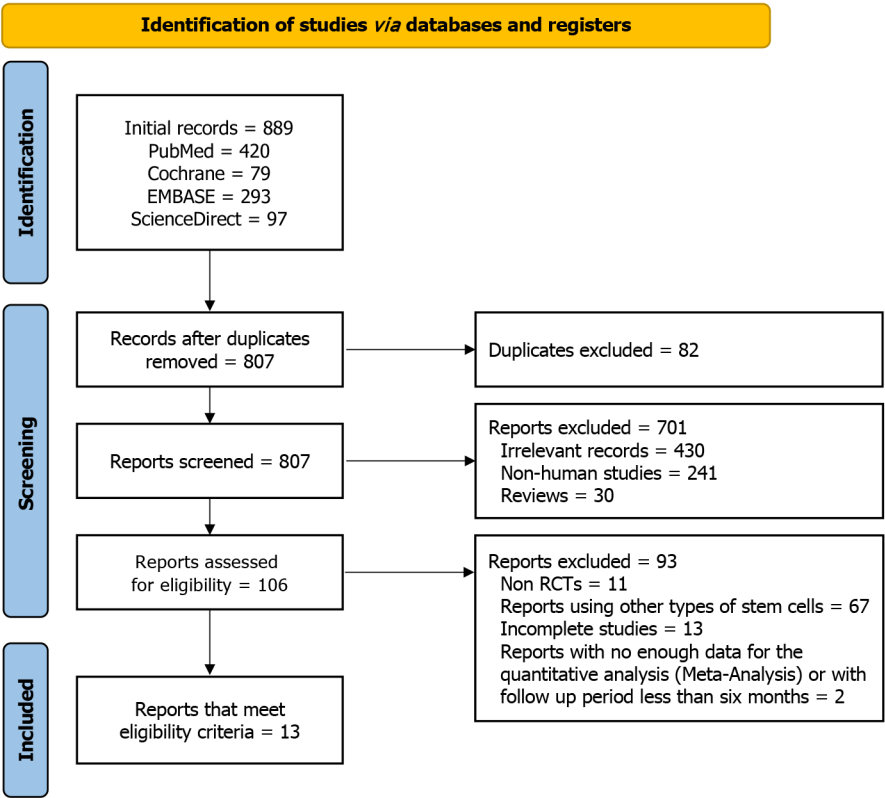 Identification of studies via databases and registers
Identification
Initial records = 889
PubMed = 420
Cochrane = 79
EMBASE = 293
ScienceDirect = 97
Screening
Records after duplicates
removed = 807
Duplicates excluded = 82
Reports screened = 807
Reports excluded = 701
Irrelevant records = 430
Non-human studies = 241
Reviews = 30
Reports assessed
for eligibility = 106
Reports excluded = 93
Non RCTs = 11
Reports using other types of stem cells = 67
Incomplete studies = 13
Reports with no enough data for the
quantitative analysis (Meta-Analysis) or with
follow up period less than six months = 2
Included
Reports that meet
eligibility criteria = 13